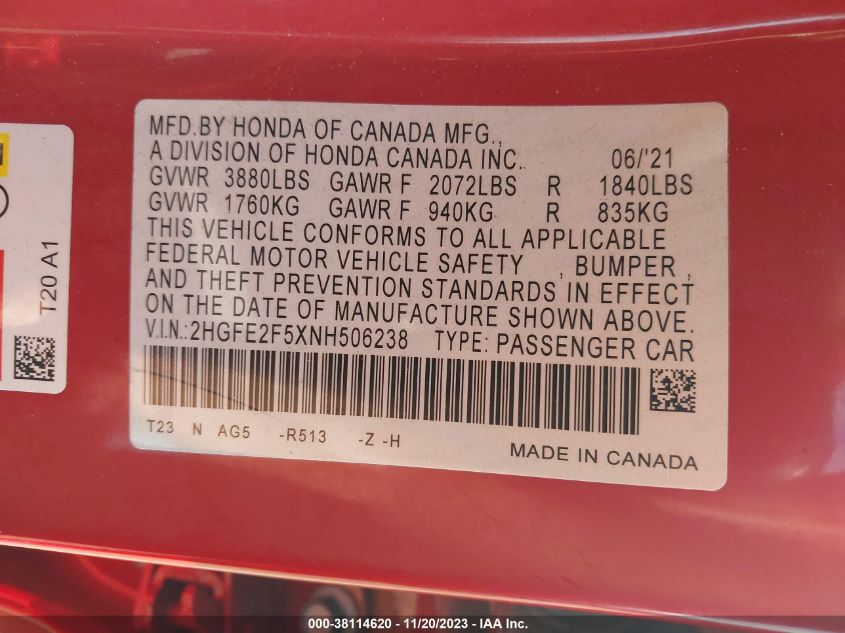 MFD.BY HONDA OF CANADA MFG.,
A DIVISION OF HONDA CANADA INC. 06/'21
GVWR 3880LBS GAWR F 2072LBS R 1840LBS
GVWR 1760KG GAWR F 940KG R 835KG
THIS VEHICLE CONFORMS TO ALL APPLICABLE
FEDERAL MOTOR VEHICLE SAFETY , BUMPER ,
AND THEFT PREVENTION STANDARDS IN EFFECT
ON THE DATE OF MANUFACTURE SHOWN ABOVE.
V.I.N.:2HGFE2F5XNH506238 TYPE: PASSENGER CAR
T23 N AG5 -R513 -Z -H
MADE IN CANADA
T20 A1
000-38114620 - 11/20/2023 - IAA Inc.